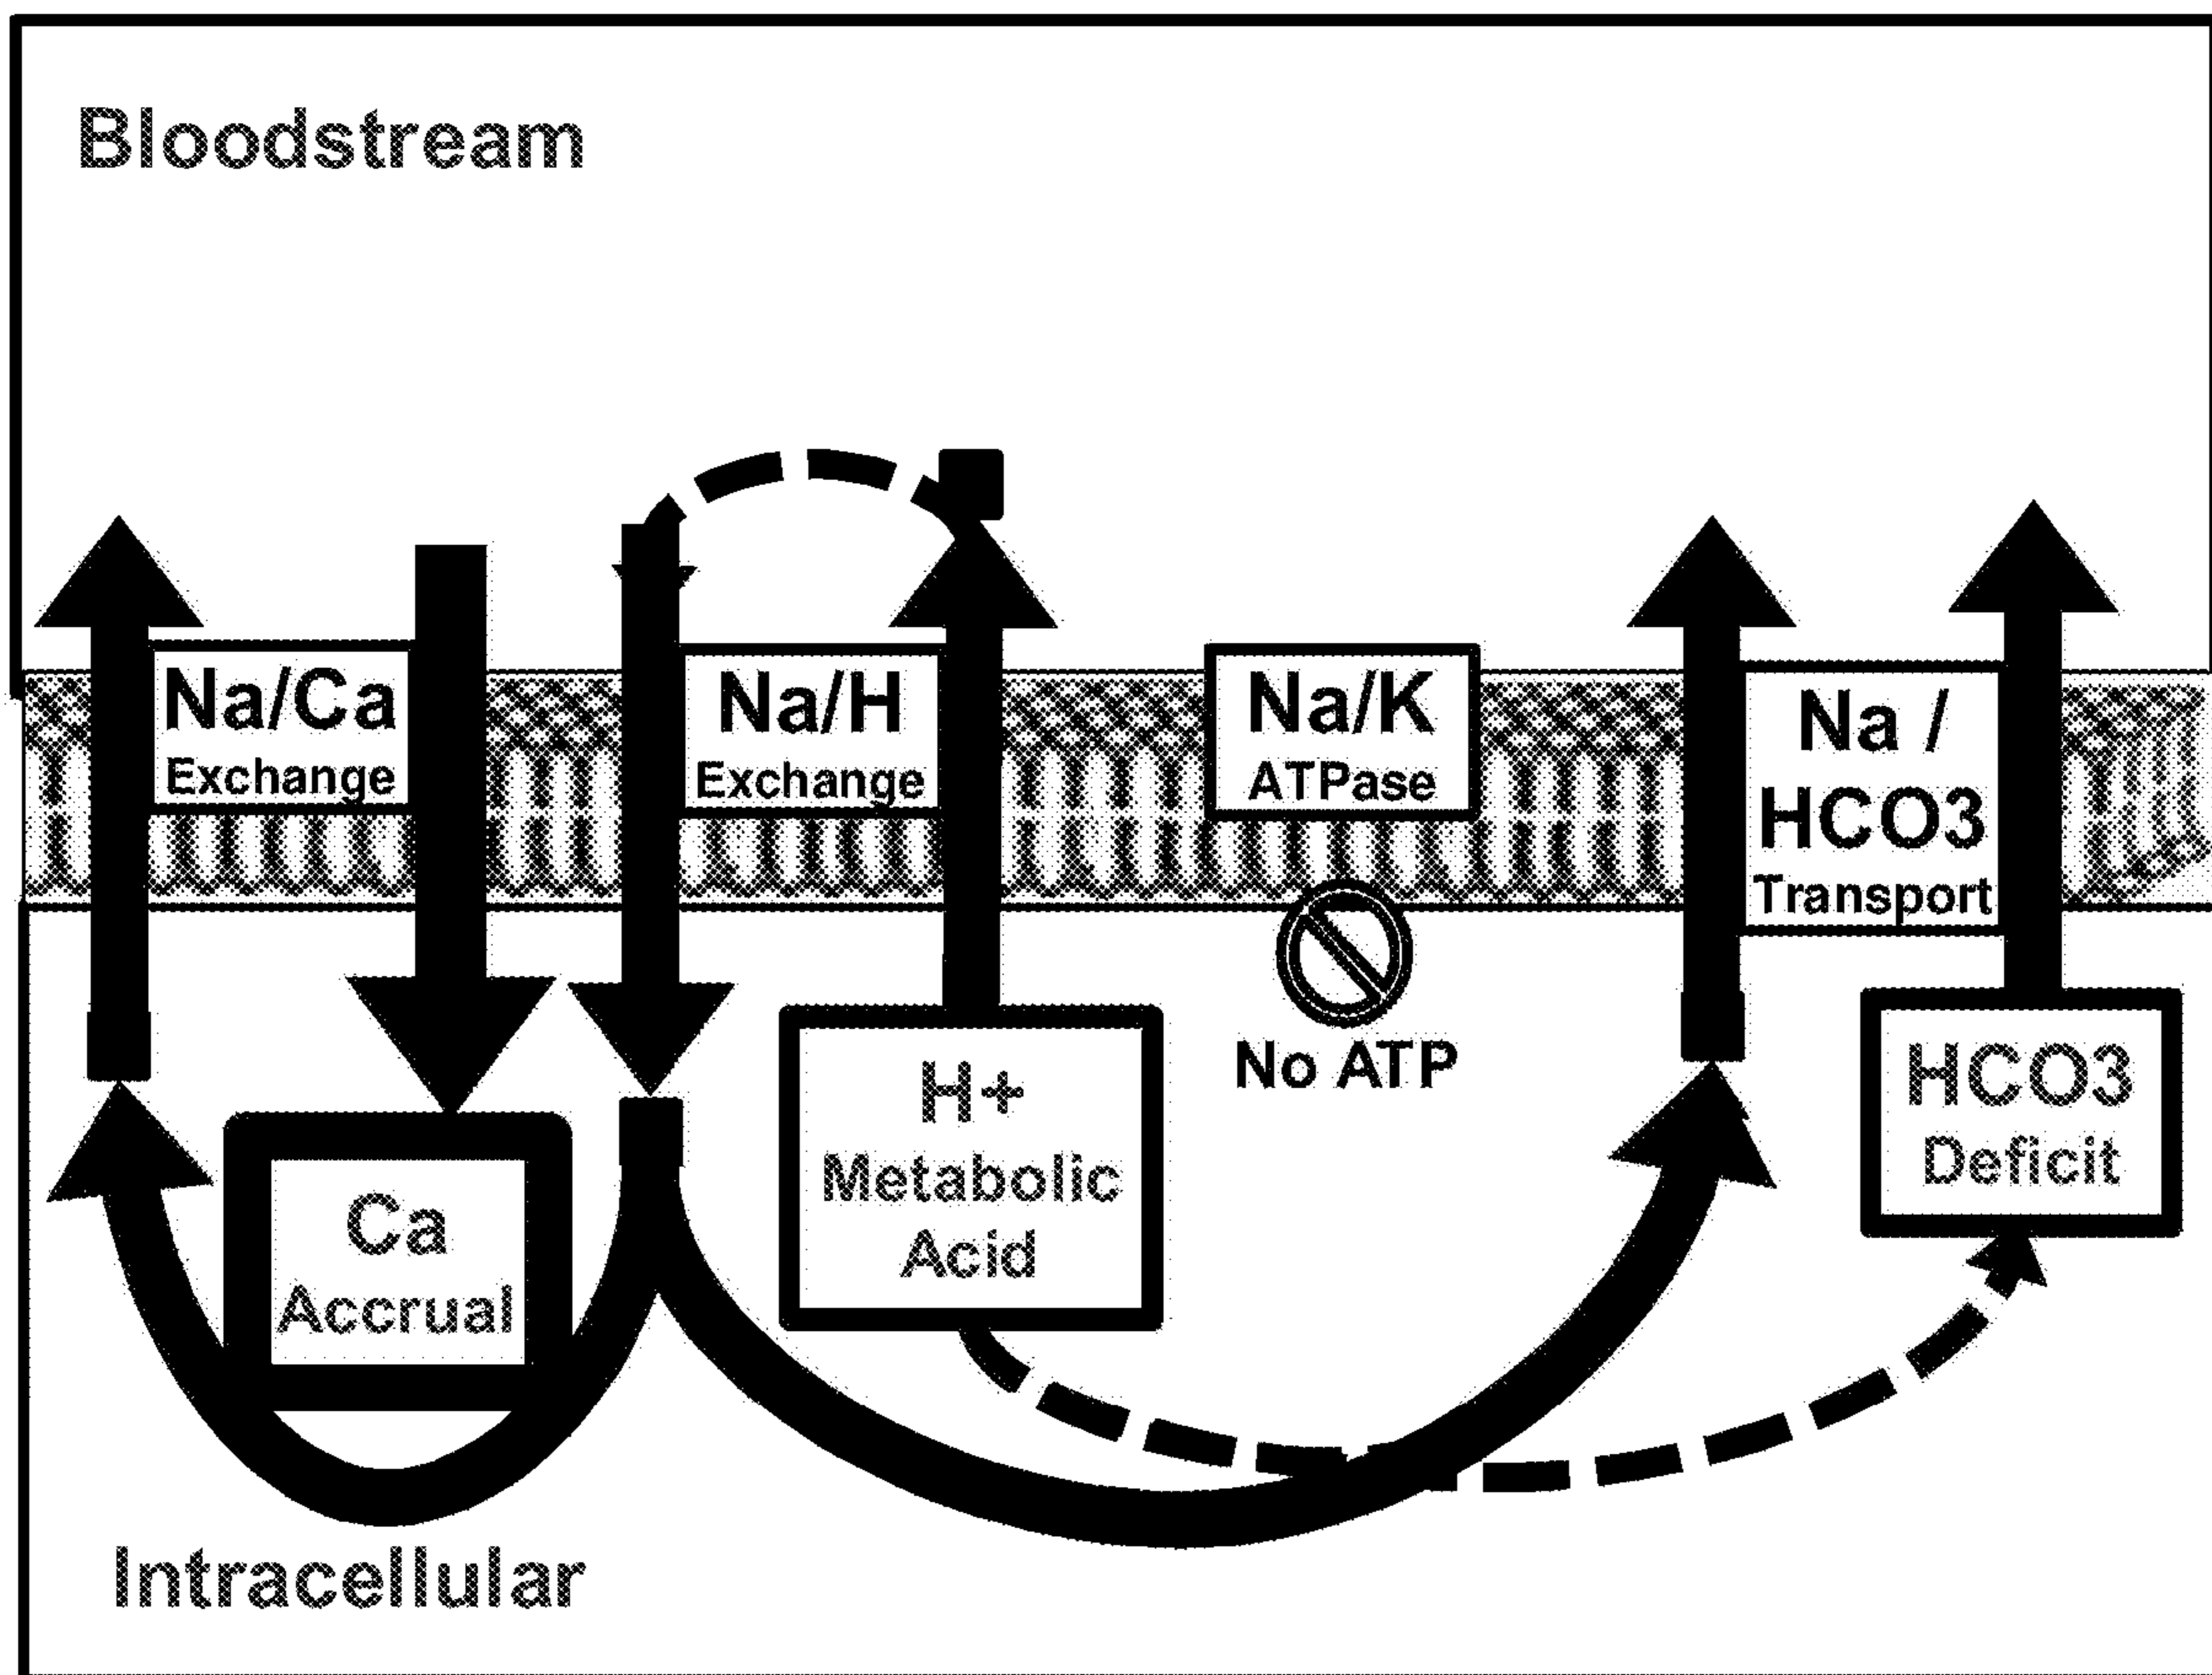 Bloodstream
Na/Ca
Exchange
Na/H
Exchange
Na/K
ATPase
Na /
HCO3
Transport
No ATP
H+
Metabolic
Acid
HCO3
Deficit
Ca
Accrual
Intracellular